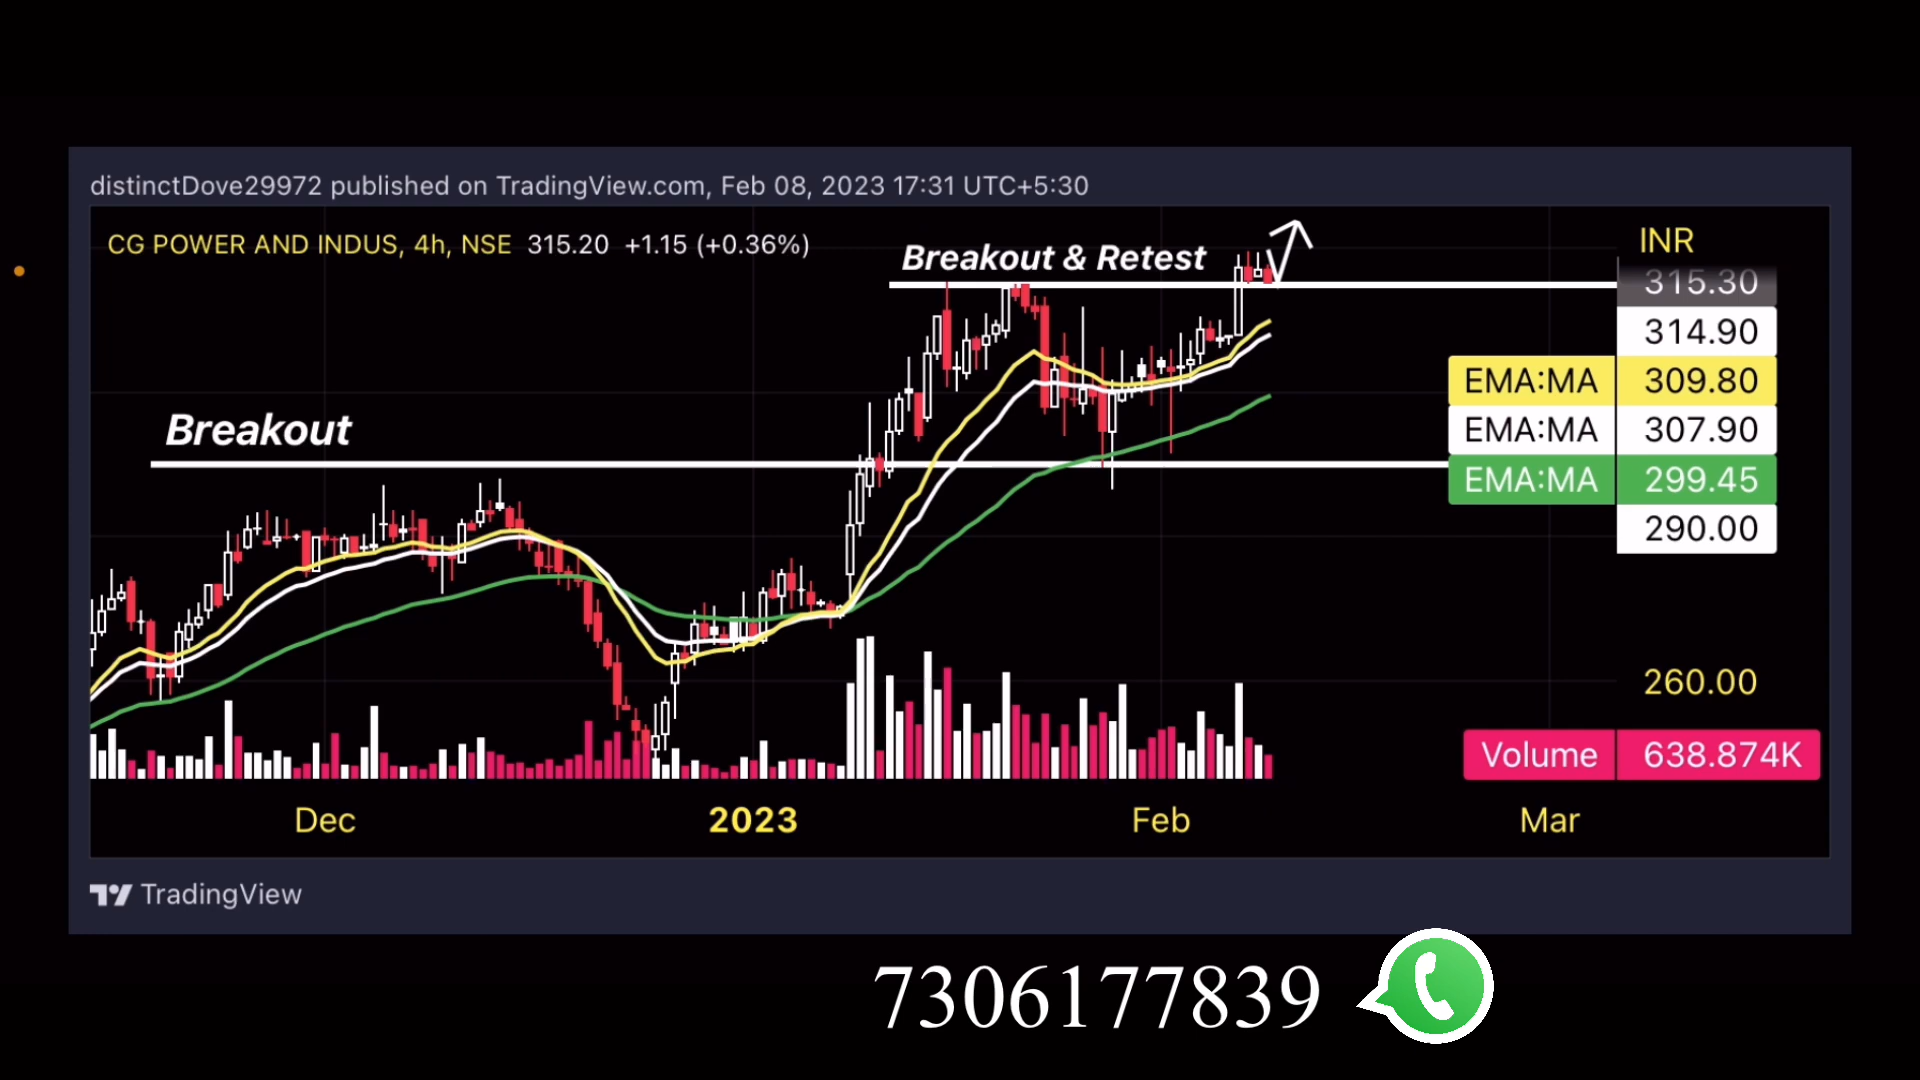 distinctDove29972 published on TradingView.com, Feb 08, 2023 17:31 UTC+5:30
CG POWER AND INDUS, 4h, NSE 315.20 +1.15 (+0.36%)
INR
Breakout & Retest
315.30
314.90
EMA:MA 309.80
Breakout
EMA:MA 307.90
EMA:MA 299.45
290.00
260.00
Volume 638.874K
Dec 2023 Feb Mar
TradingView
7306177839